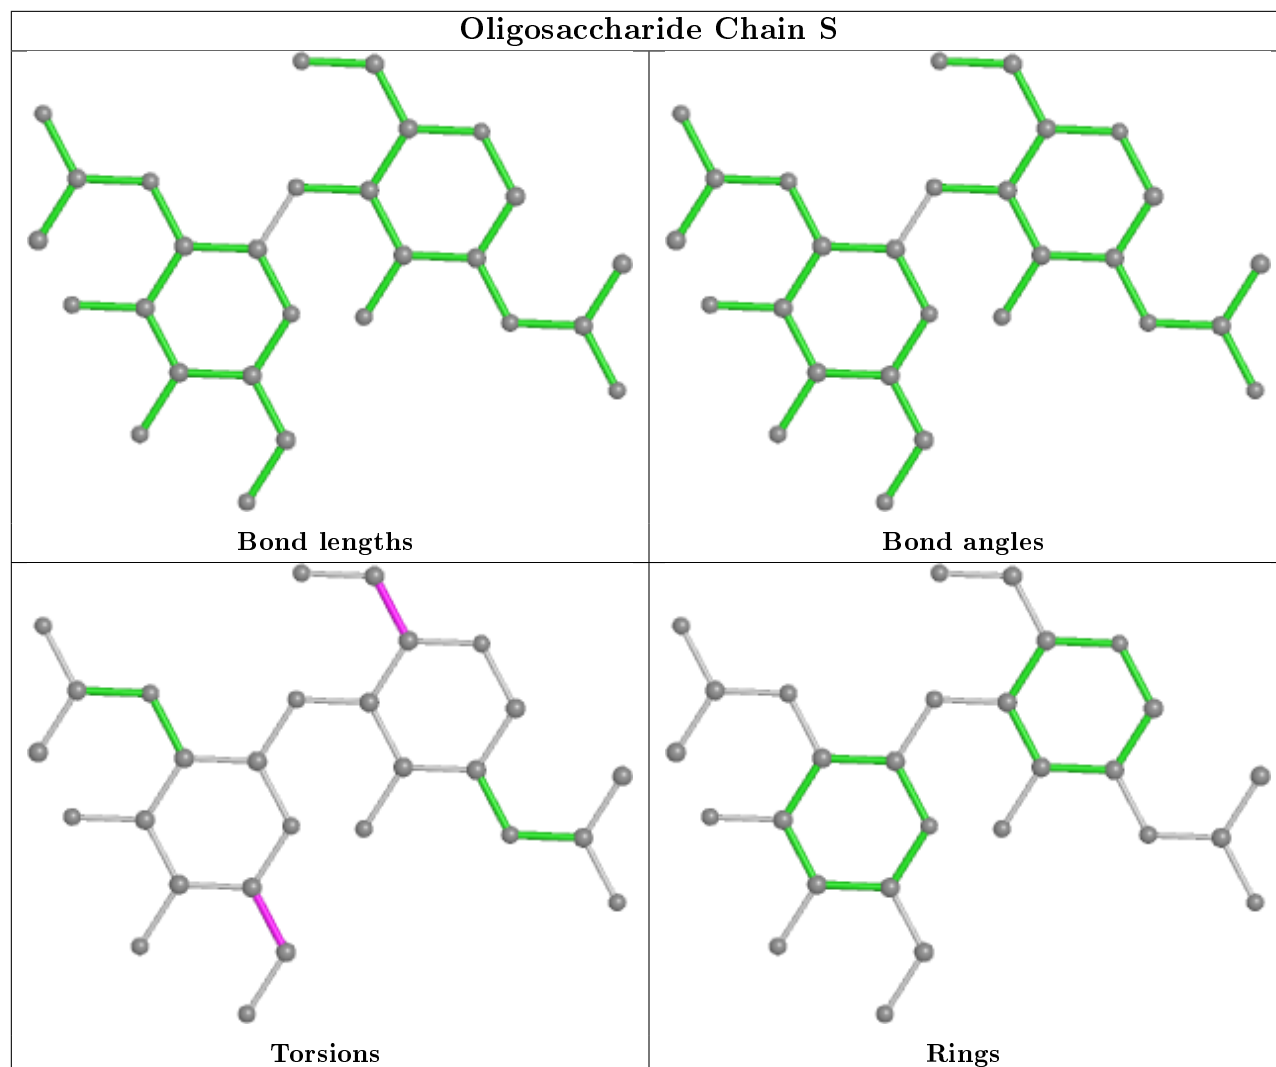 Oligosaccharide Chain S
Bond lengths
Bond angles
Torsions
Rings